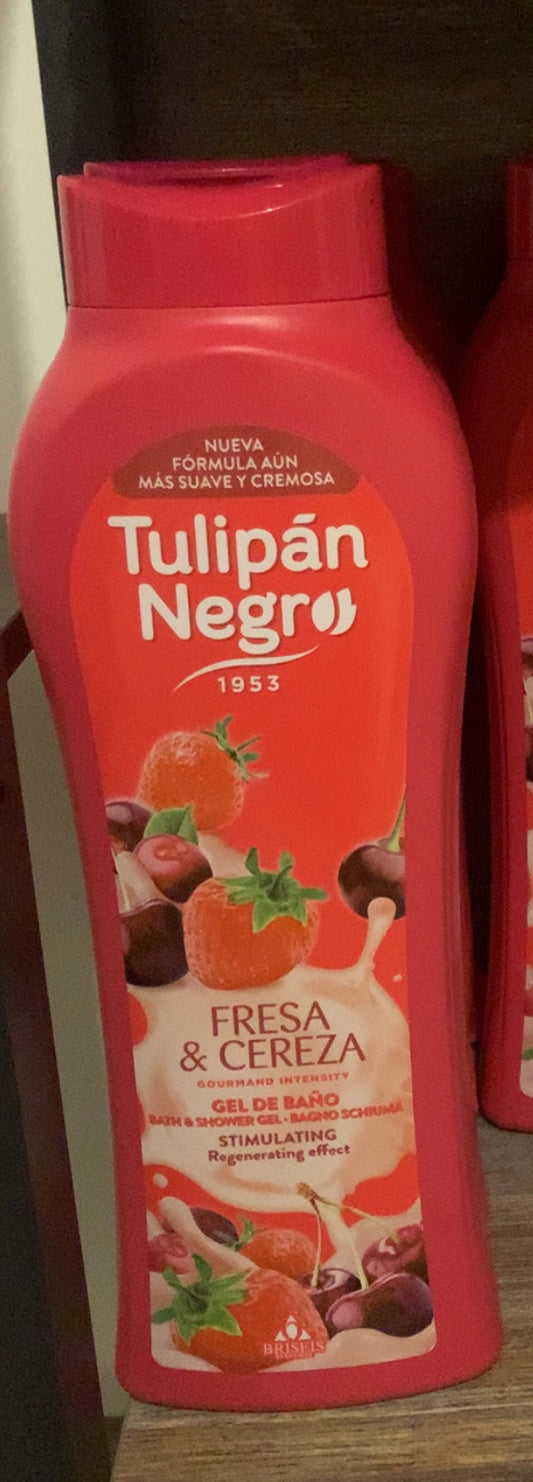 NUEVA
FÓRMULA AÚN
MÁS SUAVE Y CREMOSA
Tulipán
Negro
1953
FRESA
& CEREZA
GOURMAND INTENSITY
GEL DE BAÑO
BATH & SHOWER GEL - BAGNO SCHIUMA
STIMULATING
Regenerating effect
BRISEIS